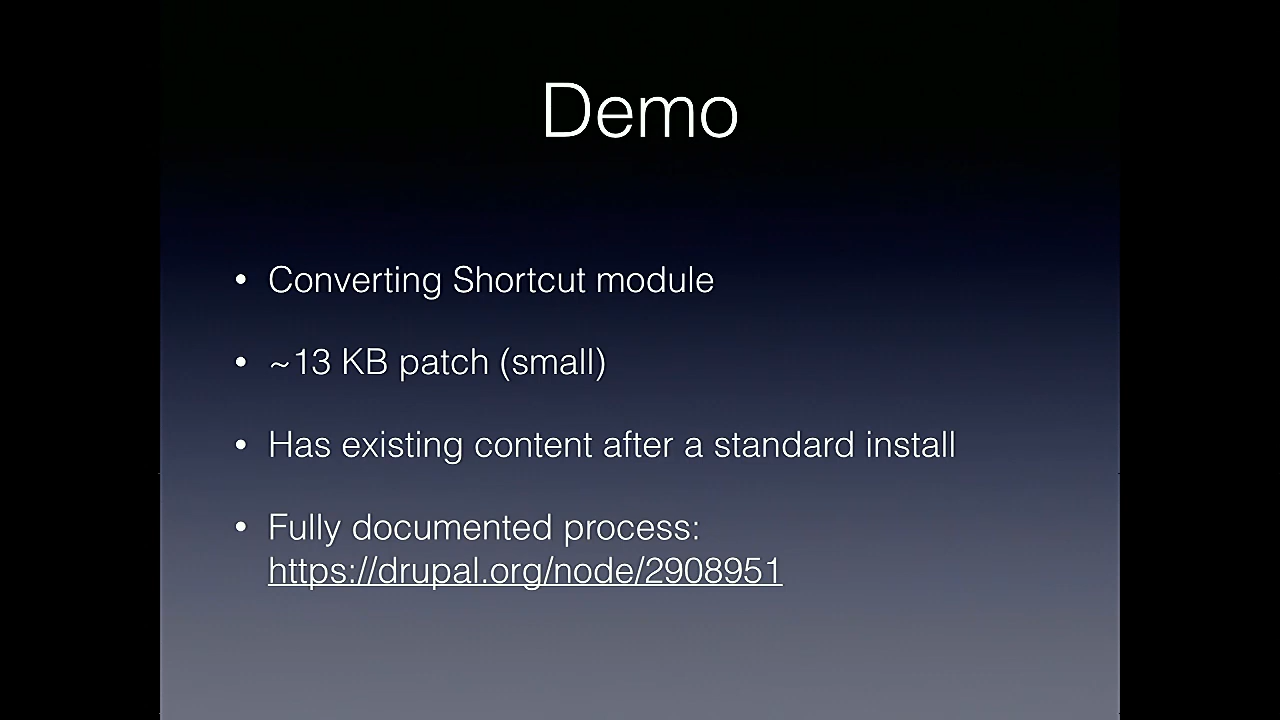 Demo
• Converting Shortcut module
• ~13 KB patch (small)
• Has existing content after a standard install
• Fully documented process:
https://drupal.org/node/2908951